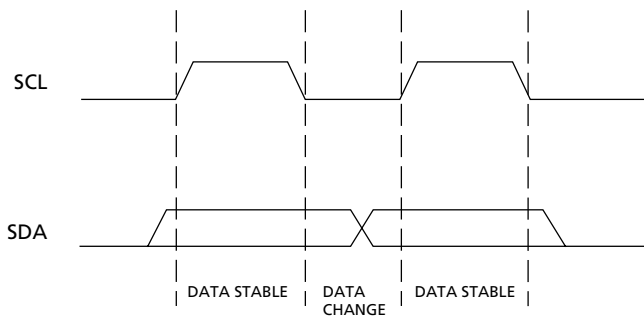 SCL
SDA
DATA STABLE
DATA
CHANGE
DATA STABLE